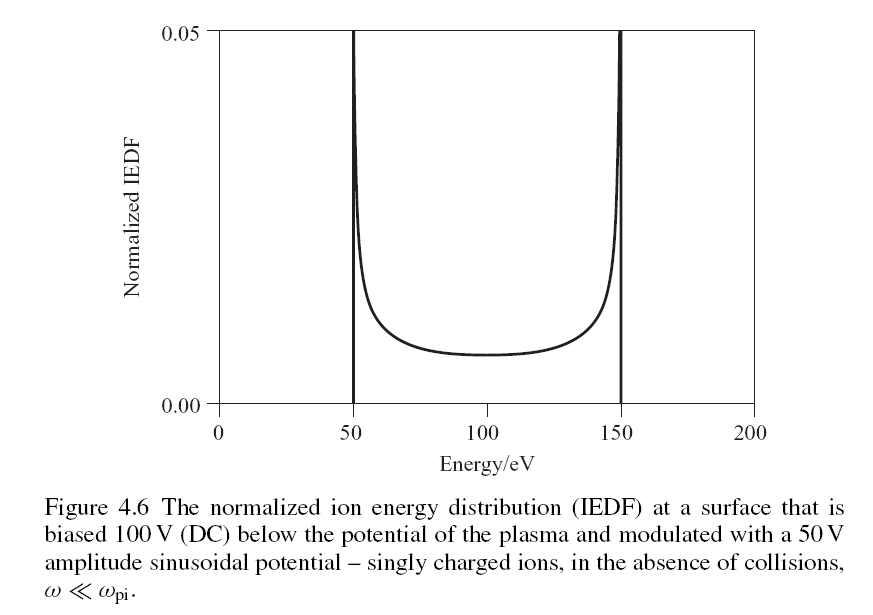 0.05
Normalized IEDF
0.00
0 50 100 150 200
Energy/eV
Figure 4.6 The normalized ion energy distribution (IEDF) at a surface that is
biased 100 V (DC) below the potential of the plasma and modulated with a 50 V
amplitude sinusoidal potential – singly charged ions, in the absence of collisions,
ω ≪ ωpi.